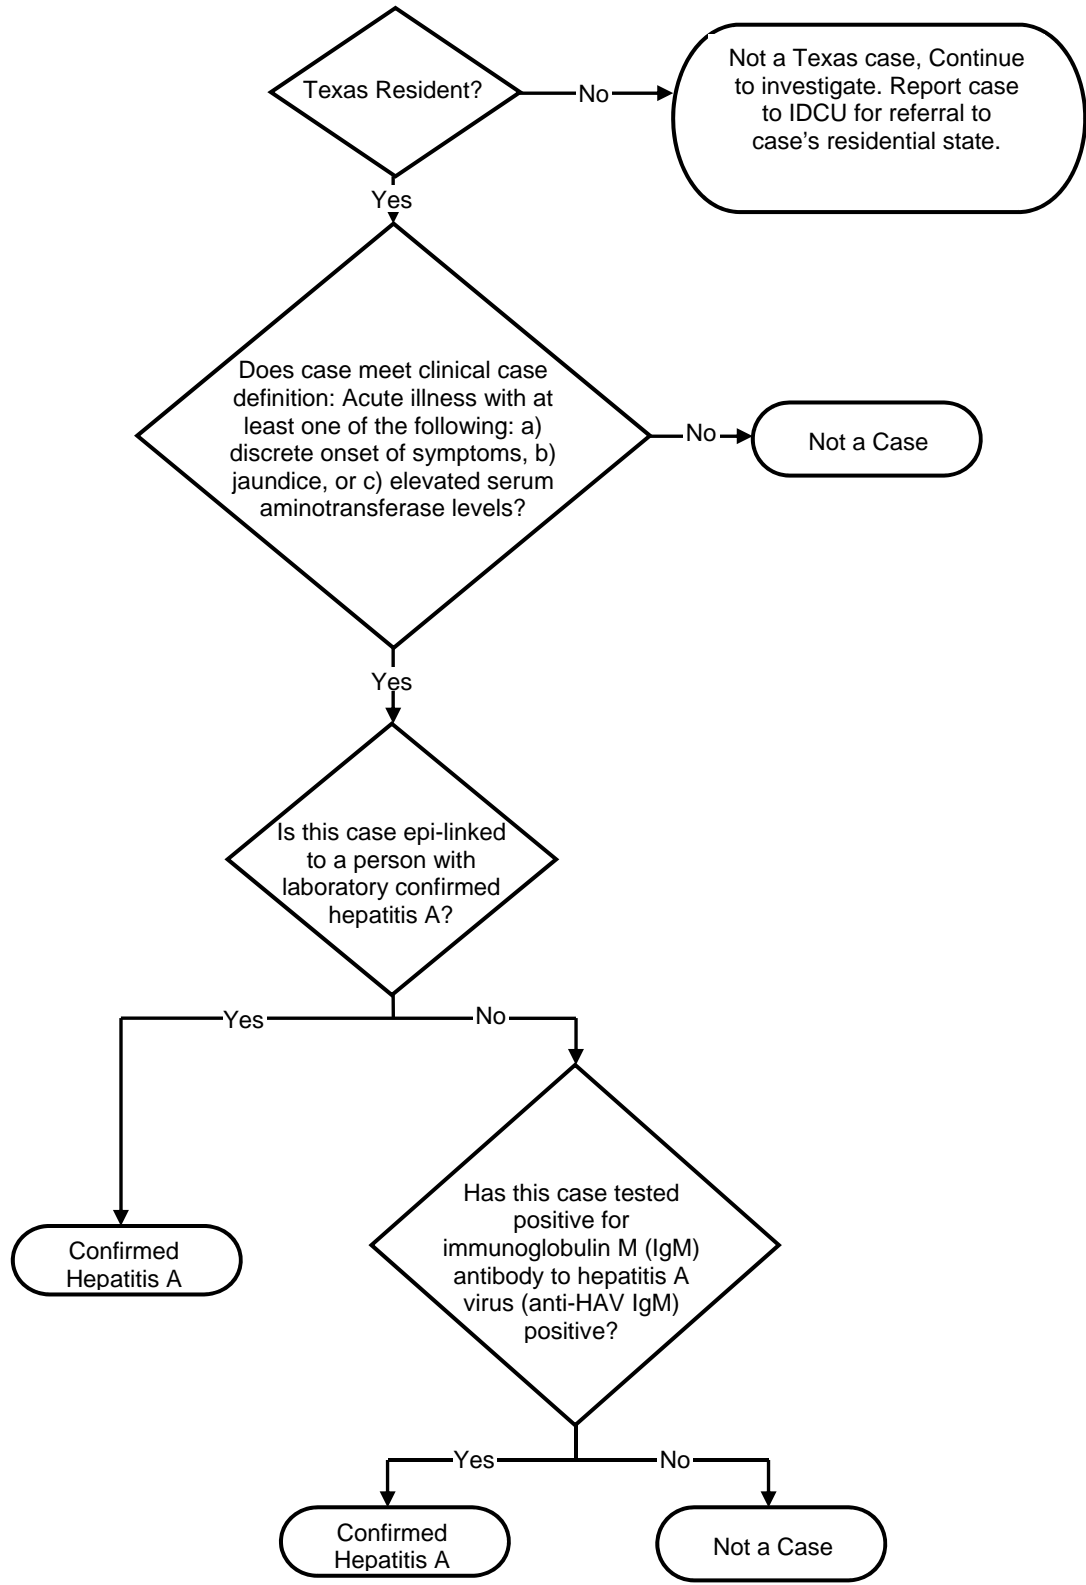 Texas Resident?
No
Not a Texas case, Continue
to investigate. Report case
to IDCU for referral to
case's residential state.
Yes
Does case meet clinical case
definition: Acute illness with at
least one of the following: a)
discrete onset of symptoms, b)
jaundice, or c) elevated serum
aminotransferase levels?
No
Not a Case
Yes
Is this case epi-linked
to a person with
laboratory confirmed
hepatitis A?
Yes
No
Confirmed
Hepatitis A
Has this case tested
positive for
immunoglobulin M (IgM)
antibody to hepatitis A
virus (anti-HAV IgM)
positive?
Yes
No
Confirmed
Hepatitis A
Not a Case